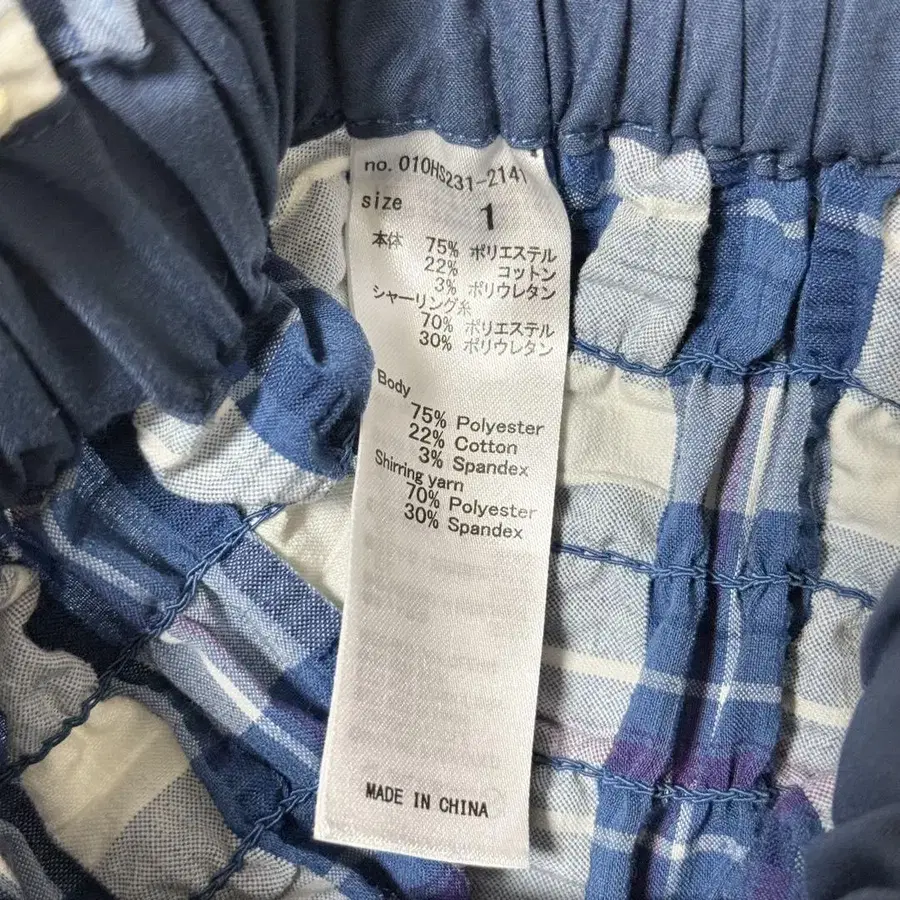 no. 010HS231-2141
size 1
本体 75% ポリエステル
22% コットン
3% ポリウレタン
シャーリング糸
70% ポリエステル
30% ポリウレタン
Body
75% Polyester
22% Cotton
3% Spandex
Shirring yarn
70% Polyester
30% Spandex
MADE IN CHINA